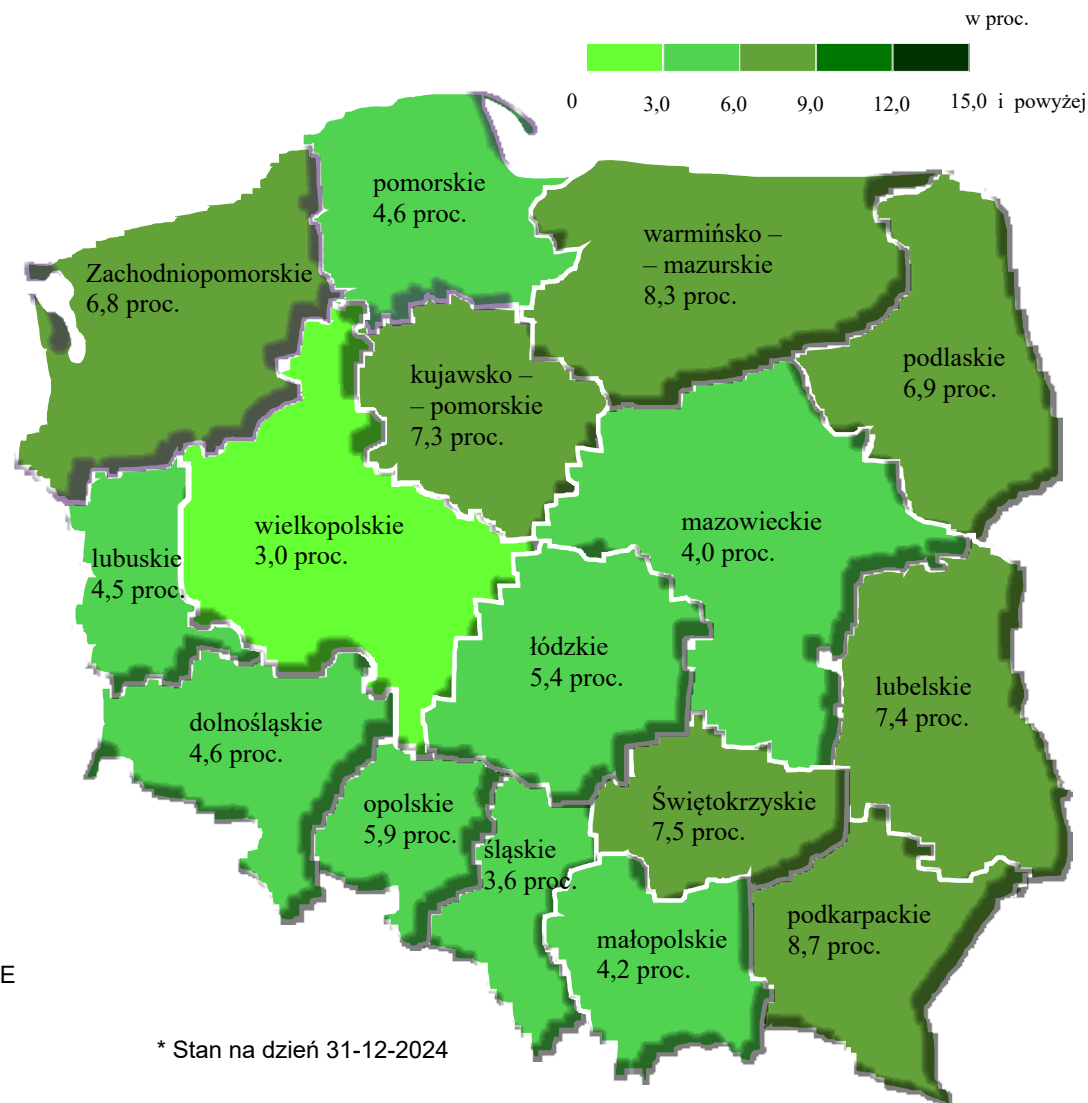 w proc.
0 3,0 6,0 9,0 12,0 15,0 i powyżej
pomorskie
4,6 proc.
warmińsko –
– mazurskie
8,3 proc.
Zachodniopomorskie
6,8 proc.
podlaskie
6,9 proc.
kujawsko –
– pomorskie
7,3 proc.
wielkopolskie
3,0 proc.
mazowieckie
4,0 proc.
lubuskie
4,5 proc.
łódzkie
5,4 proc.
lubelskie
7,4 proc.
dolnośląskie
4,6 proc.
opolskie
5,9 proc.
Świętokrzyskie
7,5 proc.
śląskie
3,6 proc.
podkarpackie
8,7 proc.
małopolskie
4,2 proc.
E
* Stan na dzień 31-12-2024